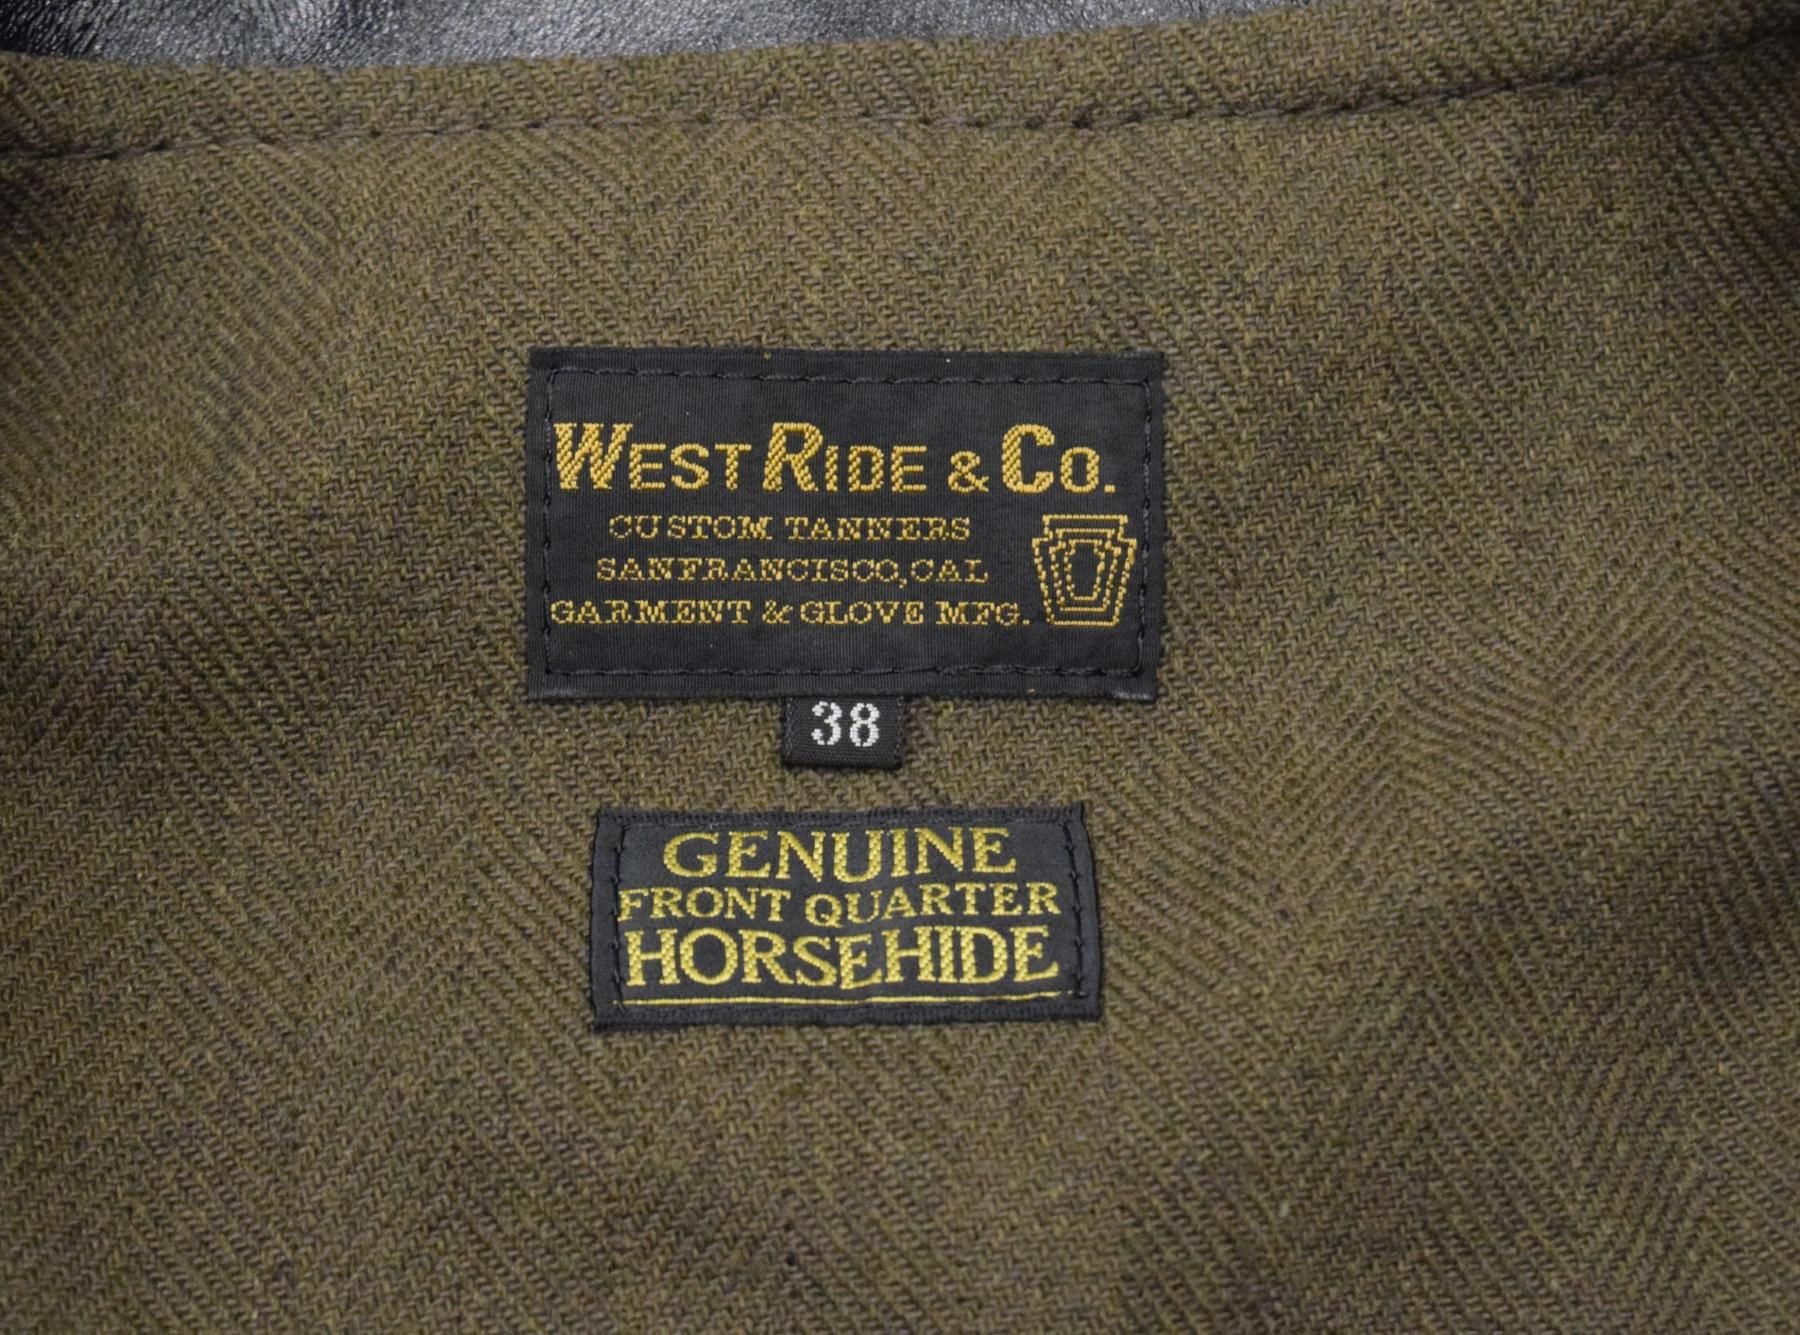 WEST RIDE & CO.
CUSTOM TANNERS
SANFRANCISCO, CAL
GARMENT & GLOVE MFG.
38
GENUINE
FRONT QUARTER
HORSEHIDE